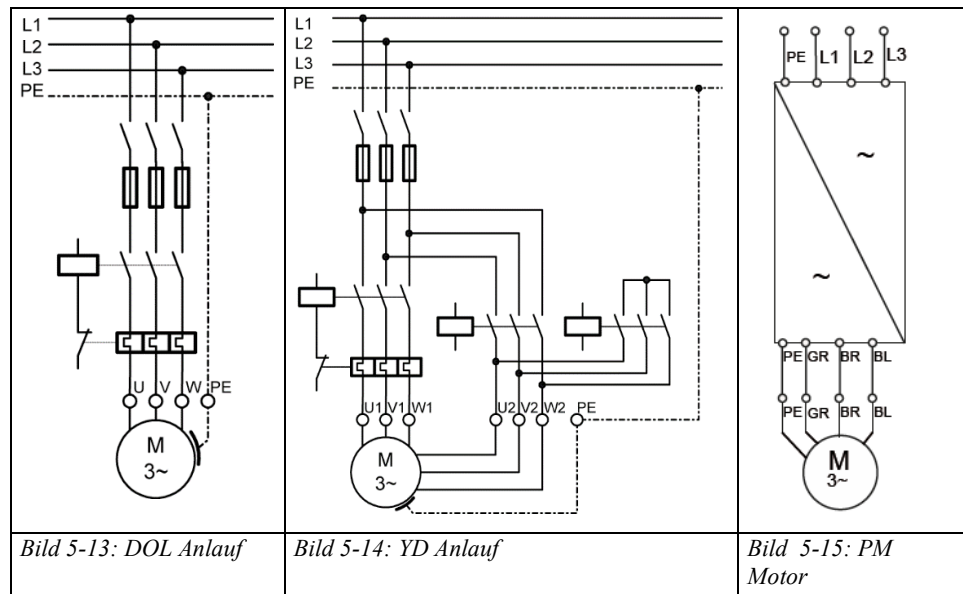 L1
L2
L3
PE
U V W PE
M
3~
Bild 5-13: DOL Anlauf
L1
L2
L3
PE
U1 V1 W1 U2 V2 W2 PE
M
3~
Bild 5-14: YD Anlauf
PE L1 L2 L3
~
~
PE GR BR BL
PE GR BR BL
M
3~
Bild 5-15: PM
Motor